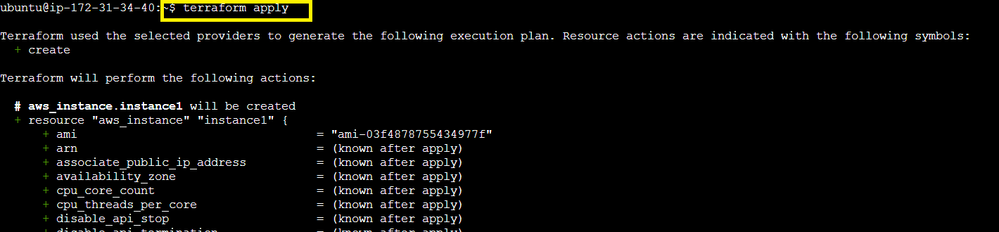 ubuntu@ip-172-31-34-40:~$ terraform apply
Terraform used the selected providers to generate the following execution plan. Resource actions are indicated with the following symbols:
+ create
Terraform will perform the following actions:
# aws_instance.instance1 will be created
+ resource "aws_instance" "instance1" {
+ ami = "ami-03f4878755434977f"
+ arn = (known after apply)
+ associate_public_ip_address = (known after apply)
+ availability_zone = (known after apply)
+ cpu_core_count = (known after apply)
+ cpu_threads_per_core = (known after apply)
+ disable_api_stop = (known after apply)
+ disable_api_termination = (known after apply)